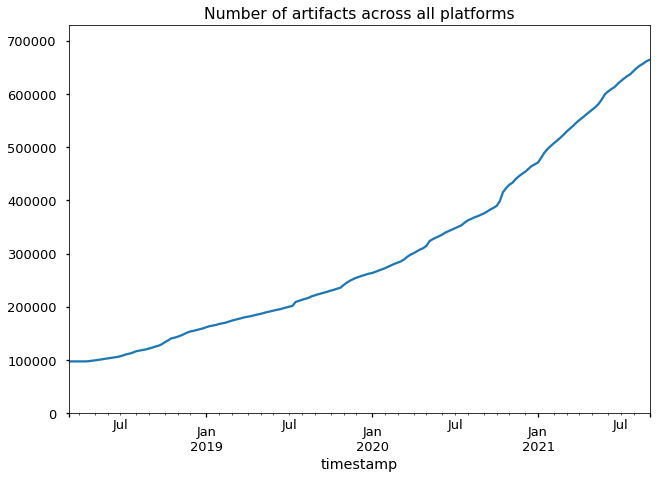 Number of artifacts across all platforms
700000
600000
500000
400000
300000
200000
100000
0
Jul Jan Jul Jan Jul Jan Jul
2019 2020 2021
timestamp